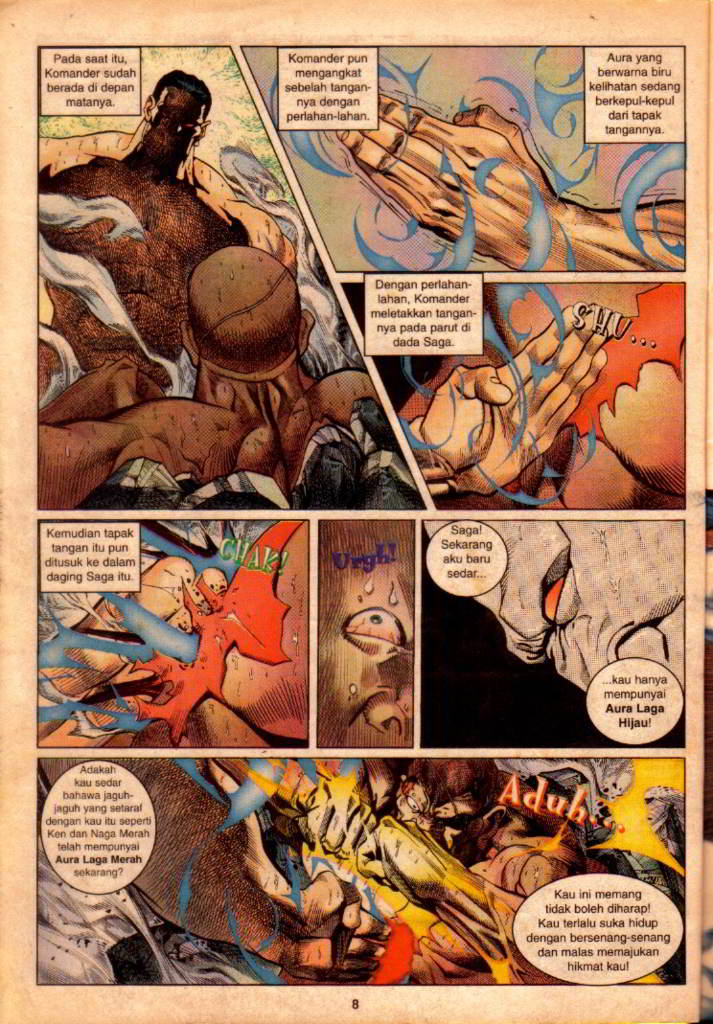 Pada saat itu,
Komander sudah
berada di depan
matanya.
Komander pun
mengangkat
sebelah tangan-
nya dengan
perlahan-lahan.
Aura yang
berwarna biru
kelihatan sedang
berkepul-kepul
dari tapak
tangannya.
Dengan perlahan-
lahan, Komander
meletakkan tangan-
nya pada parut di
dada Saga.
SHU...
Kemudian tapak
tangan itu pun
ditusuk ke dalam
daging Saga itu.
CHAK!
Urgh!
Saga!
Sekarang
aku baru
sedar...
...kau hanya
mempunyai
Aura Laga
Hijau!
Adakah
kau sedar
bahawa jaguh-
jaguh yang setaraf
dengan kau itu seperti
Ken dan Naga Merah
telah mempunyai
Aura Laga Merah
sekarang?
Aduh...
Kau ini memang
tidak boleh diharap!
Kau terlalu suka hidup
dengan bersenang-senang
dan malas memajukan
hikmat kau!
8